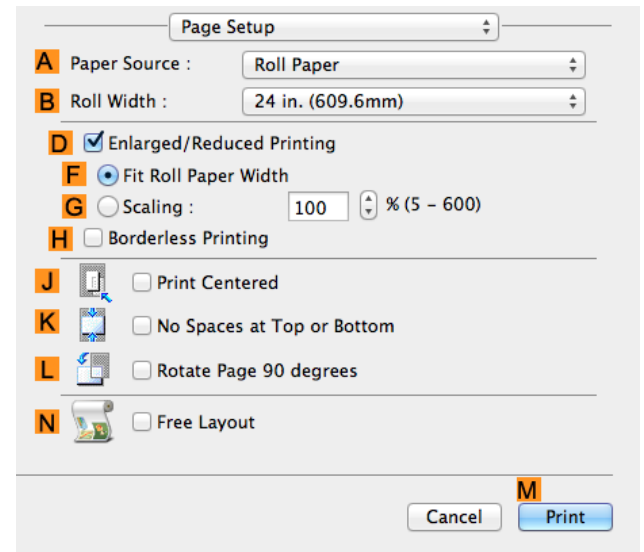 Page Setup
A Paper Source : Roll Paper
B Roll Width : 24 in. (609.6mm)
D Enlarged/Reduced Printing
F Fit Roll Paper Width
G Scaling : 100 % (5 - 600)
H Borderless Printing
J Print Centered
K No Spaces at Top or Bottom
L Rotate Page 90 degrees
N Free Layout
M
Cancel Print